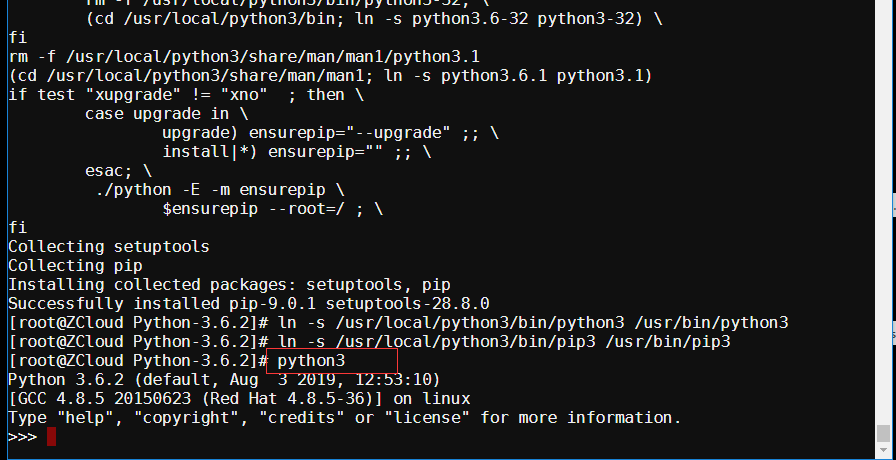 rm -f /usr/local/python3/bin/python3-32; \
(cd /usr/local/python3/bin; ln -s python3.6-32 python3-32) \
fi
rm -f /usr/local/python3/share/man/man1/python3.1
(cd /usr/local/python3/share/man/man1; ln -s python3.6.1 python3.1)
if test "xupgrade" != "xno"  ; then \
case upgrade in \
upgrade) ensurepip="--upgrade" ;; \
install|*) ensurepip="" ;; \
esac; \
./python -E -m ensurepip \
$ensurepip --root=/ ; \
fi
Collecting setuptools
Collecting pip
Installing collected packages: setuptools, pip
Successfully installed pip-9.0.1 setuptools-28.8.0
[root@ZCloud Python-3.6.2]# ln -s /usr/local/python3/bin/python3 /usr/bin/python3
[root@ZCloud Python-3.6.2]# ln -s /usr/local/python3/bin/pip3 /usr/bin/pip3
[root@ZCloud Python-3.6.2]# python3
Python 3.6.2 (default, Aug  3 2019, 12:53:10)
[GCC 4.8.5 20150623 (Red Hat 4.8.5-36)] on linux
Type "help", "copyright", "credits" or "license" for more information.
>>>